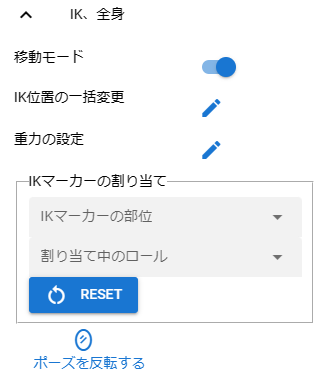 IK、全身
移動モード
IK位置の一括変更
重力の設定
IKマーカーの割り当て
IKマーカーの部位
割り当て中のロール
RESET
ポーズを反転する